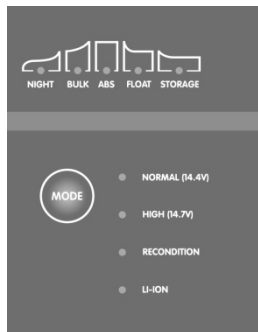 NIGHT BULK ABS FLOAT STORAGE
MODE
NORMAL (14.4V)
HIGH (14.7V)
RECONDITION
LI-ION